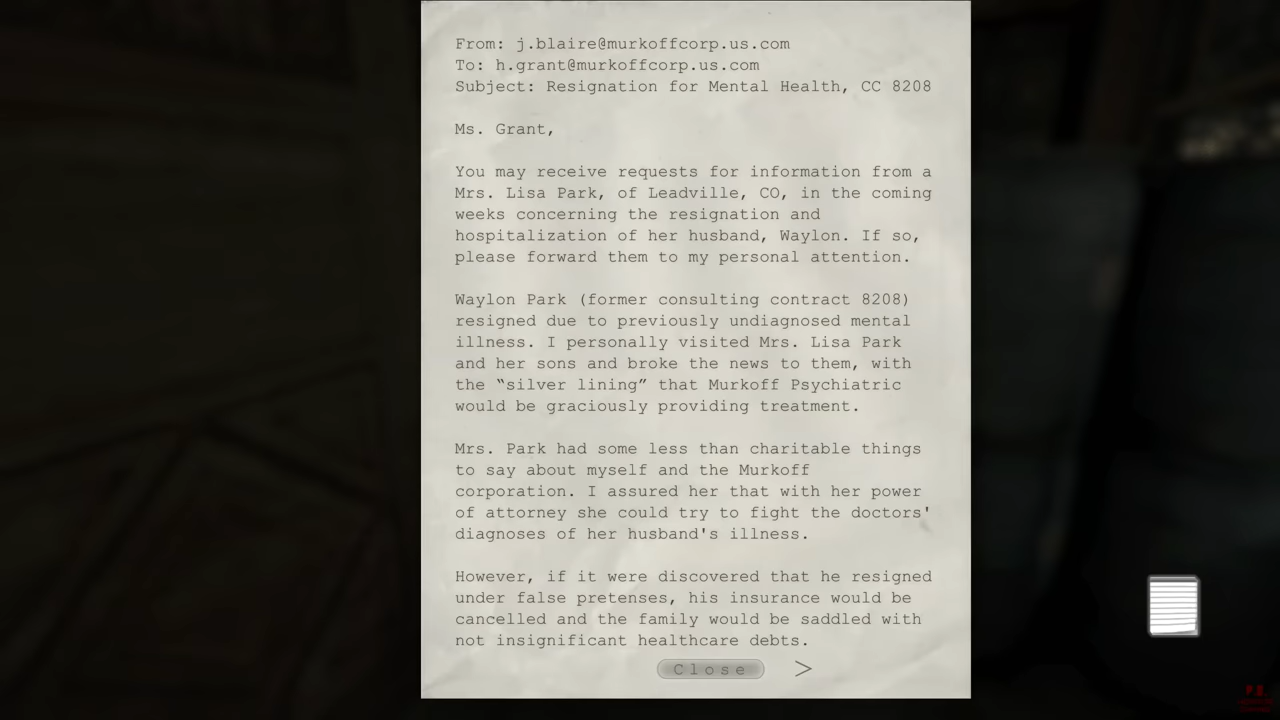 From: j.blaire@murkoffcorp.us.com
To: h.grant@murkoffcorp.us.com
Subject: Resignation for Mental Health, CC 8208
Ms. Grant,
You may receive requests for information from a
Mrs. Lisa Park, of Leadville, CO, in the coming
weeks concerning the resignation and
hospitalization of her husband, Waylon. If so,
please forward them to my personal attention.
Waylon Park (former consulting contract 8208)
resigned due to previously undiagnosed mental
illness. I personally visited Mrs. Lisa Park
and her sons and broke the news to them, with
the “silver lining” that Murkoff Psychiatric
would be graciously providing treatment.
Mrs. Park had some less than charitable things
to say about myself and the Murkoff
corporation. I assured her that with her power
of attorney she could try to fight the doctors'
diagnoses of her husband's illness.
However, if it were discovered that he resigned
under false pretenses, his insurance would be
cancelled and the family would be saddled with
not insignificant healthcare debts.
Close >